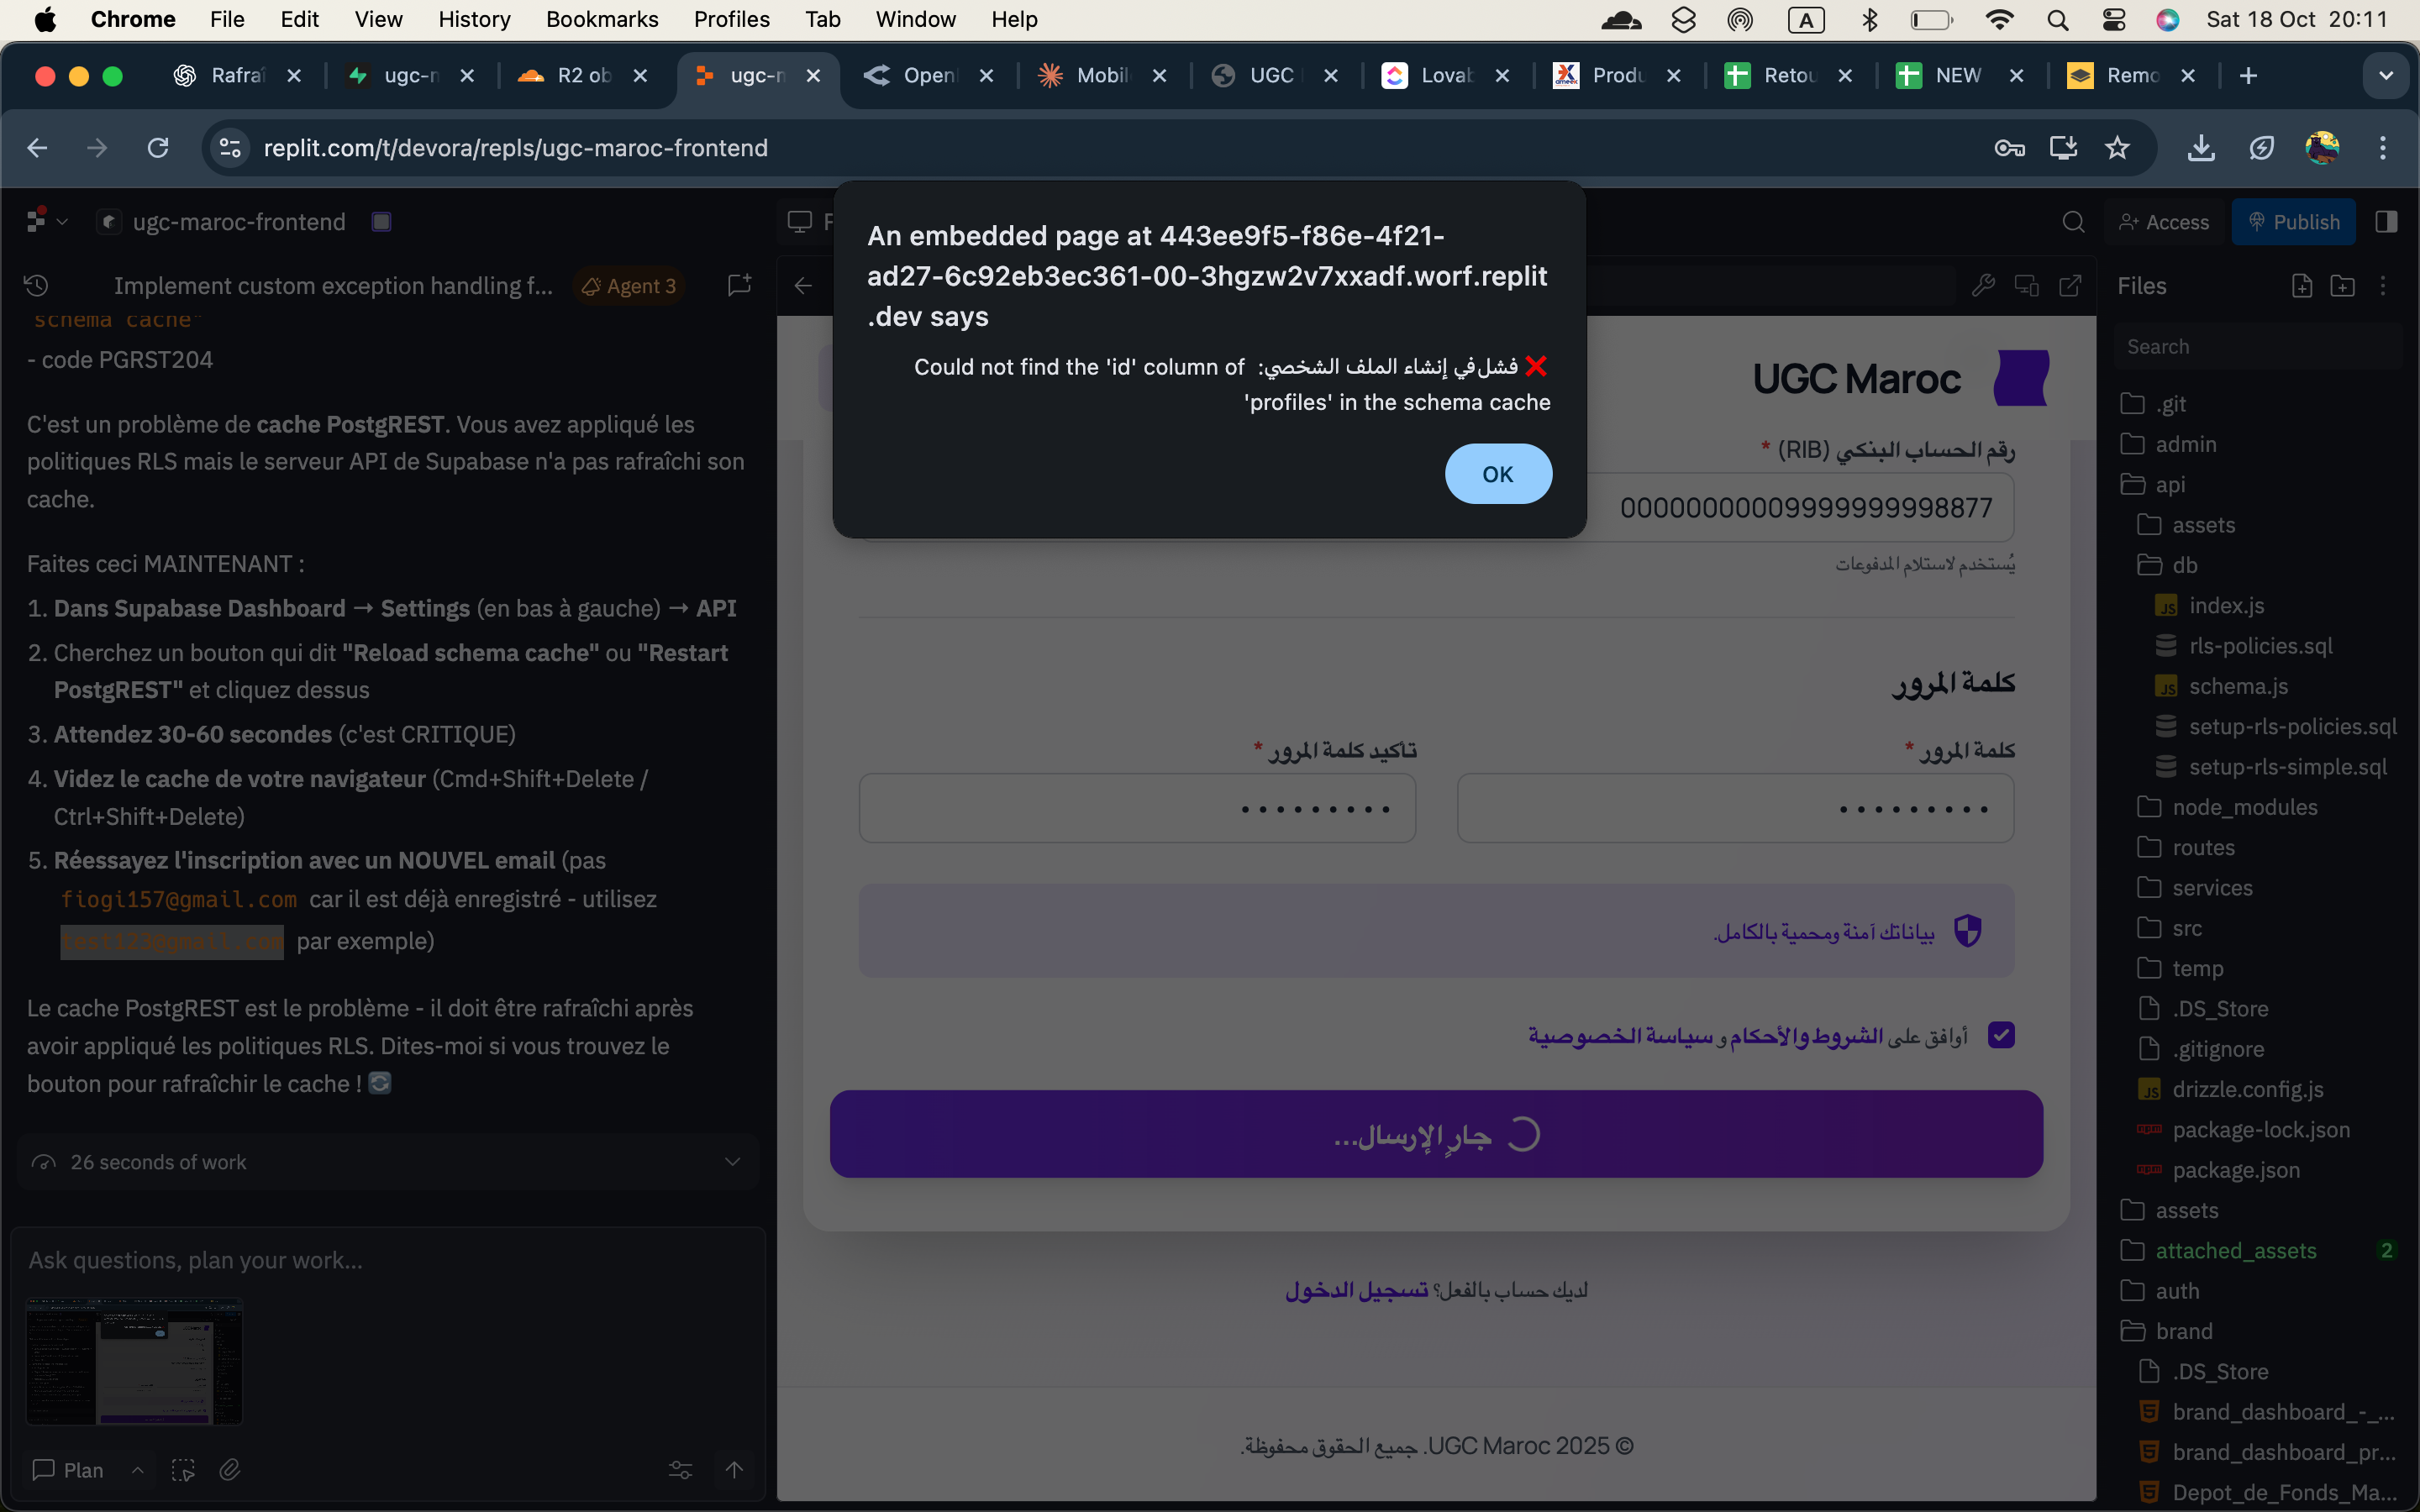 Chrome File Edit View History Bookmarks Profiles Tab Window Help
A
Sat 18 Oct 20:11
Rafraî
ugc-m
R2 ob
ugc-m
Open
Mobil
UGC
Lovab
Produ
Retou
NEW
Remo
replit.com/t/devora/repls/ugc-maroc-frontend
ugc-maroc-frontend
Access
Publish
Implement custom exception handling f...
Agent 3
schema cache"
- code PGRST204
C'est un problème de cache PostgREST. Vous avez appliqué les
politiques RLS mais le serveur API de Supabase n'a pas rafraîchi son
cache.
Faites ceci MAINTENANT :
1. Dans Supabase Dashboard → Settings (en bas à gauche) → API
2. Cherchez un bouton qui dit "Reload schema cache" ou "Restart
PostgREST" et cliquez dessus
3. Attendez 30-60 secondes (c'est CRITIQUE)
4. Videz le cache de votre navigateur (Cmd+Shift+Delete /
Ctrl+Shift+Delete)
5. Réessayez l'inscription avec un NOUVEL email (pas
fiogi157@gmail.com car il est déjà enregistré - utilisez
test123@gmail.com par exemple)
Le cache PostgREST est le problème - il doit être rafraîchi après
avoir appliqué les politiques RLS. Dites-moi si vous trouvez le
bouton pour rafraîchir le cache !
26 seconds of work
Ask questions, plan your work...
Plan
An embedded page at 443ee9f5-f86e-4f21-
ad27-6c92eb3ec361-00-3hgzw2v7xxadf.worf.replit
.dev says
❌ فشل في إنشاء الملف الشخصي: Could not find the 'id' column of
'profiles' in the schema cache
OK
UGC Maroc
رقم الحساب البنكي (RIB) *
000000000099999999998877
يُستخدم لاستلام المدفوعات
كلمة المرور
كلمة المرور *
تأكيد كلمة المرور *
بياناتك آمنة ومحمية بالكامل.
أوافق على الشروط والأحكام و سياسة الخصوصية
جارٍ الإرسال...
لديك حساب بالفعل؟ تسجيل الدخول
© 2025 UGC Maroc. جميع الحقوق محفوظة.
Files
Search
.git
admin
api
assets
db
JS index.js
rls-policies.sql
JS schema.js
setup-rls-policies.sql
setup-rls-simple.sql
node_modules
routes
services
src
temp
.DS_Store
.gitignore
JS drizzle.config.js
package-lock.json
package.json
assets
attached_assets 2
auth
brand
.DS_Store
brand_dashboard_-_...
brand_dashboard_pr...
Depot_de_Fonds_Ma...